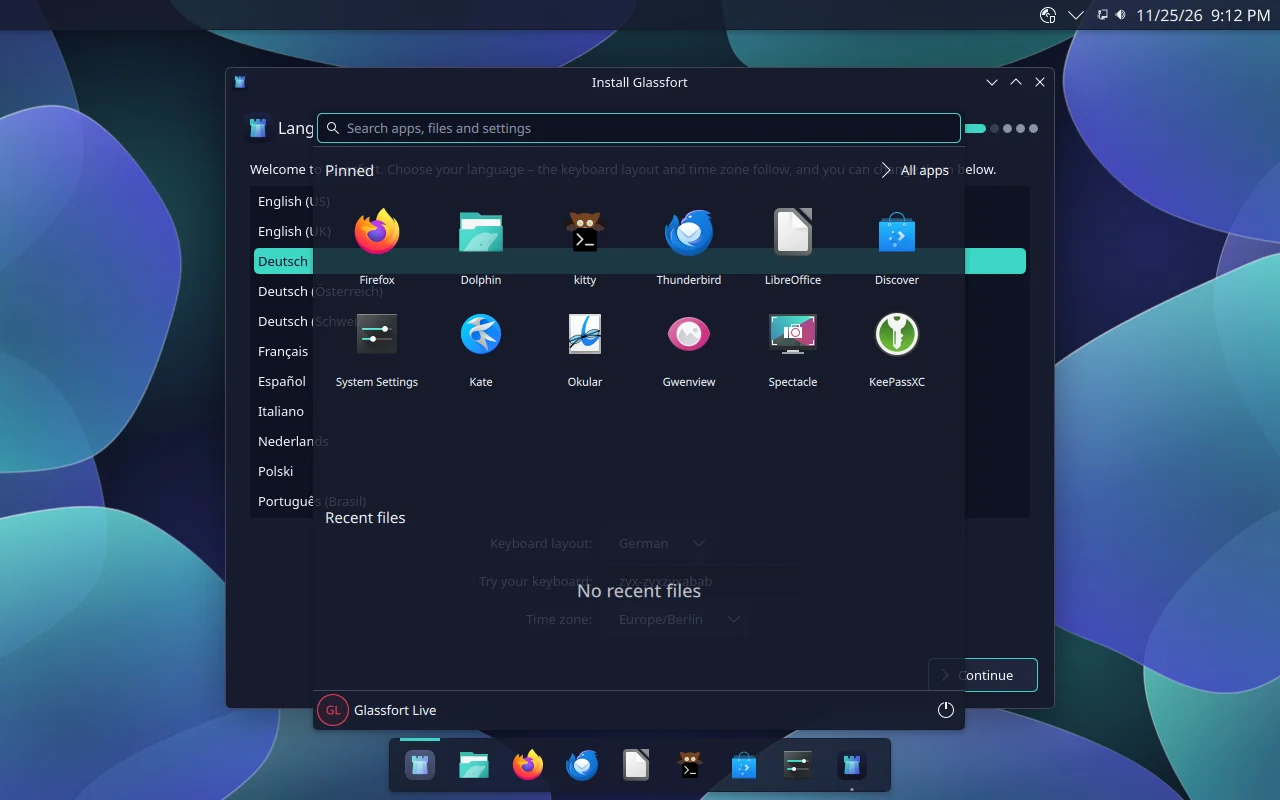 11/25/26 9:12 PM
Install Glassfort
Lang
Search apps, files and settings
Welcome to
. Choose your language – the keyboard layout and time zone follow, and you can
below.
Pinned
All apps
English (US)
English (UK)
Deutsch
Firefox
Dolphin
kitty
Thunderbird
LibreOffice
Discover
Deutsch (Österreich)
Deutsch (Schwei
Français
Español
System Settings
Kate
Okular
Gwenview
Spectacle
KeePassXC
Italiano
Nederlands
Polski
Português (Brasil)
Recent files
Keyboard layout: German
Try your keyboard:
No recent files
Time zone: Europe/Berlin
Continue
GL Glassfort Live